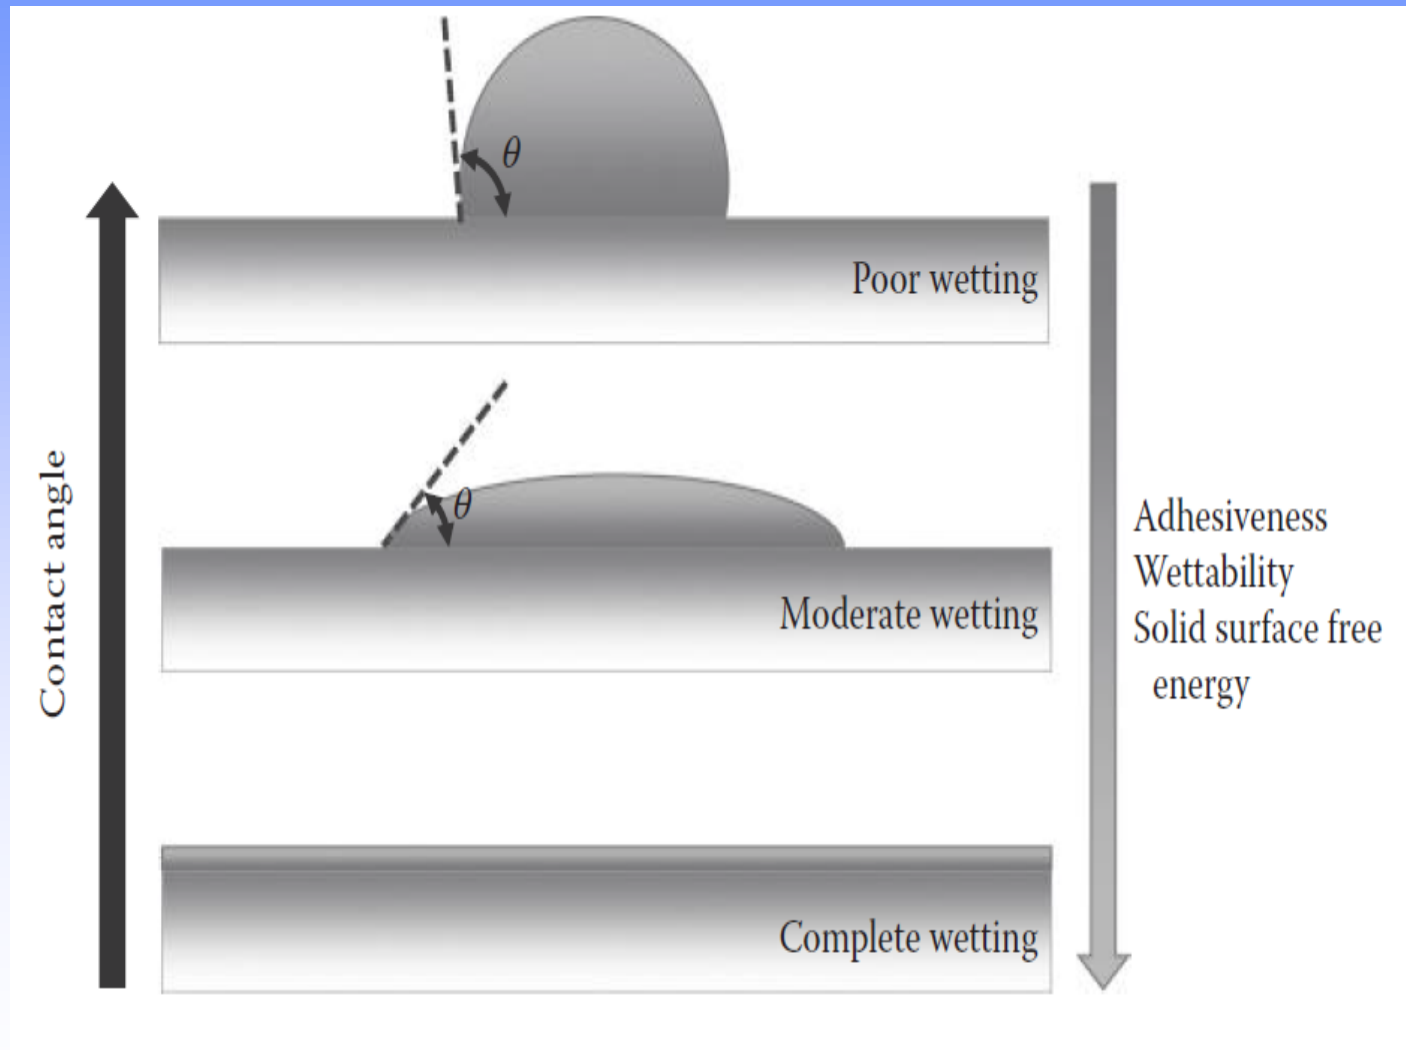 θ
Poor wetting
Contact angle
θ
Moderate wetting
Adhesiveness
Wettability
Solid surface free
energy
Complete wetting